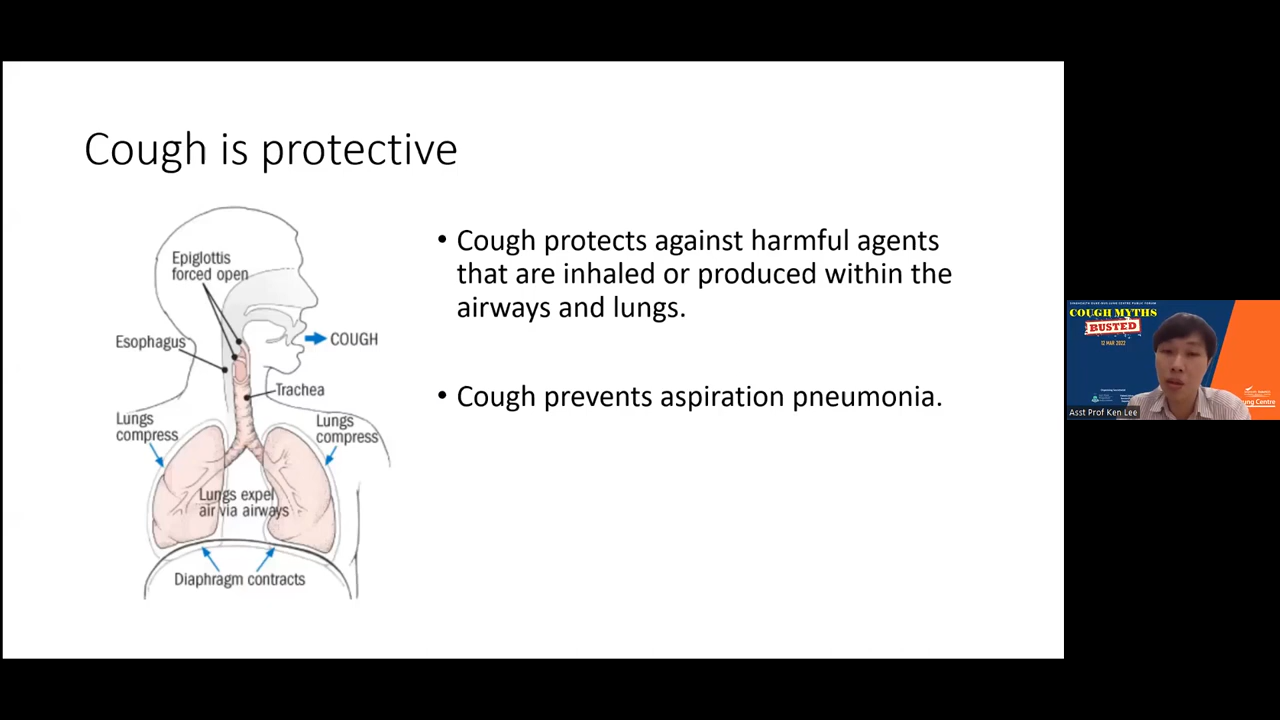 Cough is protective
Epiglottis
forced open
Esophagus
COUGH
Trachea
Lungs
compress
Lungs
compress
Lungs expel
air via airways
Diaphragm contracts
• Cough protects against harmful agents
that are inhaled or produced within the
airways and lungs.
• Cough prevents aspiration pneumonia.
COUGH MYTHS
BUSTED
12 MAR 2022
Asst Prof Ken Lee